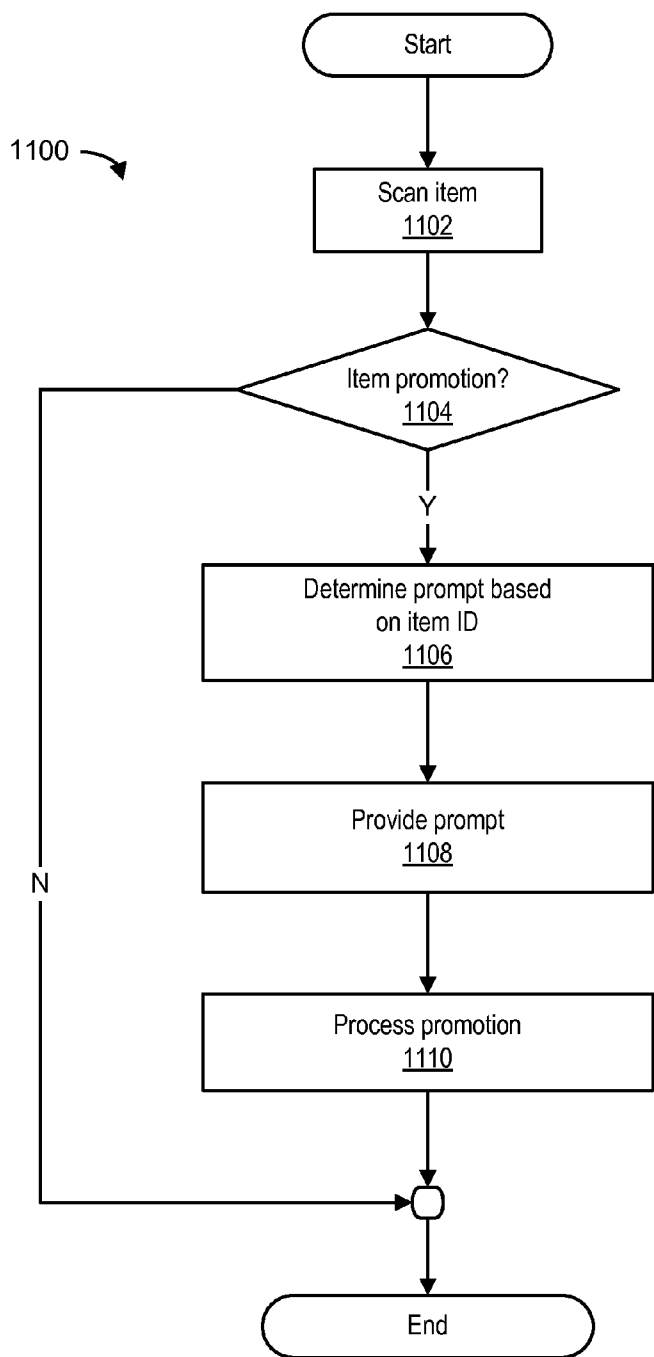 Start
1100
Scan item
1102
Item promotion?
1104
Y
Determine prompt based
on item ID
1106
Provide prompt
1108
N
Process promotion
1110
End